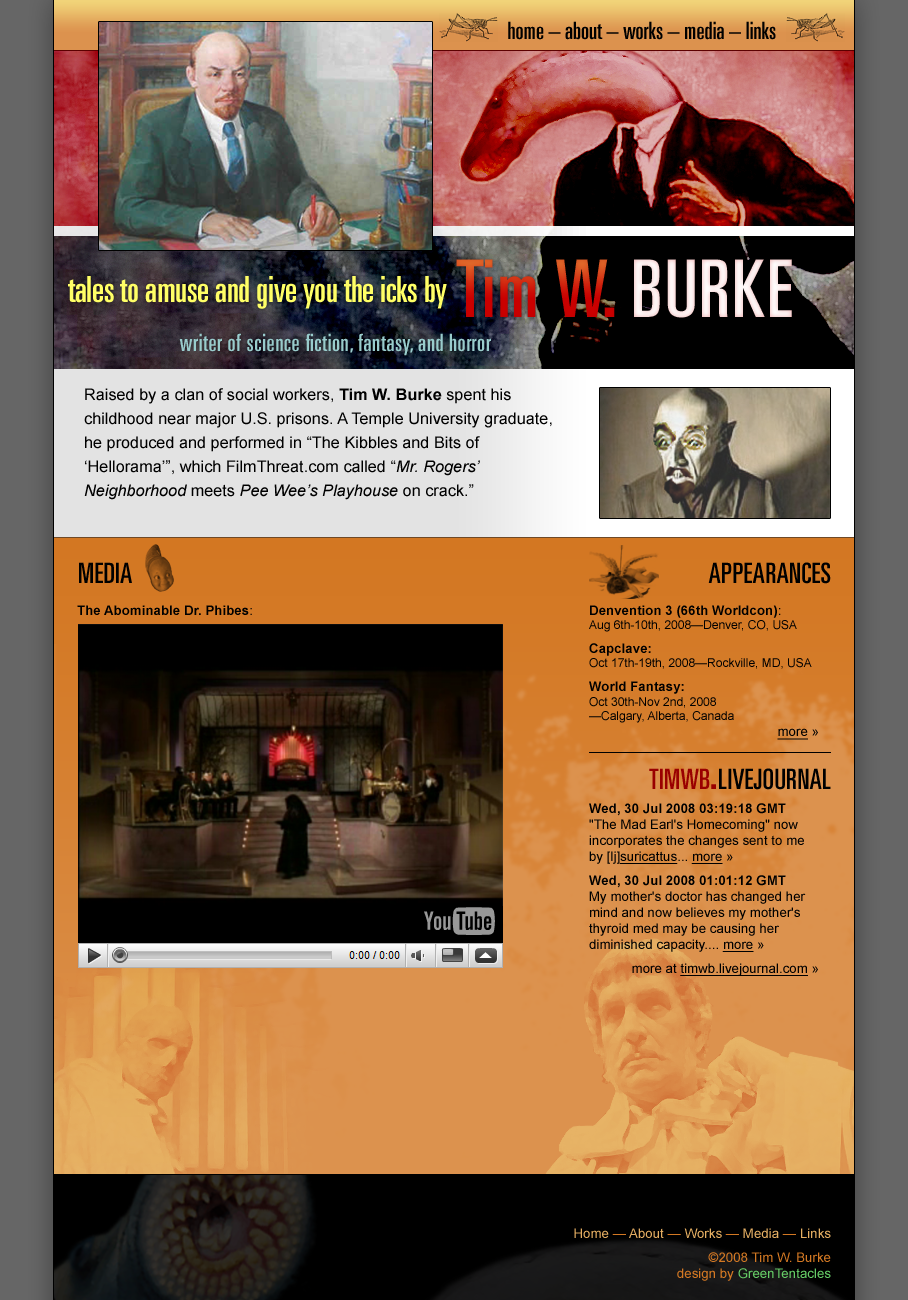 home — about — works — media — links
tales to amuse and give you the icks by Tim W. BURKE
writer of science fiction, fantasy, and horror
Raised by a clan of social workers, Tim W. Burke spent his
childhood near major U.S. prisons. A Temple University graduate,
he produced and performed in “The Kibbles and Bits of
‘Hellorama’”, which FilmThreat.com called “Mr. Rogers’
Neighborhood meets Pee Wee’s Playhouse on crack.”
MEDIA
The Abominable Dr. Phibes:
YouTube
0:00 / 0:00
APPEARANCES
Denvention 3 (66th Worldcon):
Aug 6th-10th, 2008—Denver, CO, USA
Capclave:
Oct 17th-19th, 2008—Rockville, MD, USA
World Fantasy:
Oct 30th-Nov 2nd, 2008
—Calgary, Alberta, Canada
more »
TIMWB.LIVEJOURNAL
Wed, 30 Jul 2008 03:19:18 GMT
"The Mad Earl's Homecoming" now
incorporates the changes sent to me
by [lj]suricattus... more »
Wed, 30 Jul 2008 01:01:12 GMT
My mother's doctor has changed her
mind and now believes my mother's
thyroid med may be causing her
diminished capacity.... more »
more at timwb.livejournal.com »
Home — About — Works — Media — Links
©2008 Tim W. Burke
design by GreenTentacles